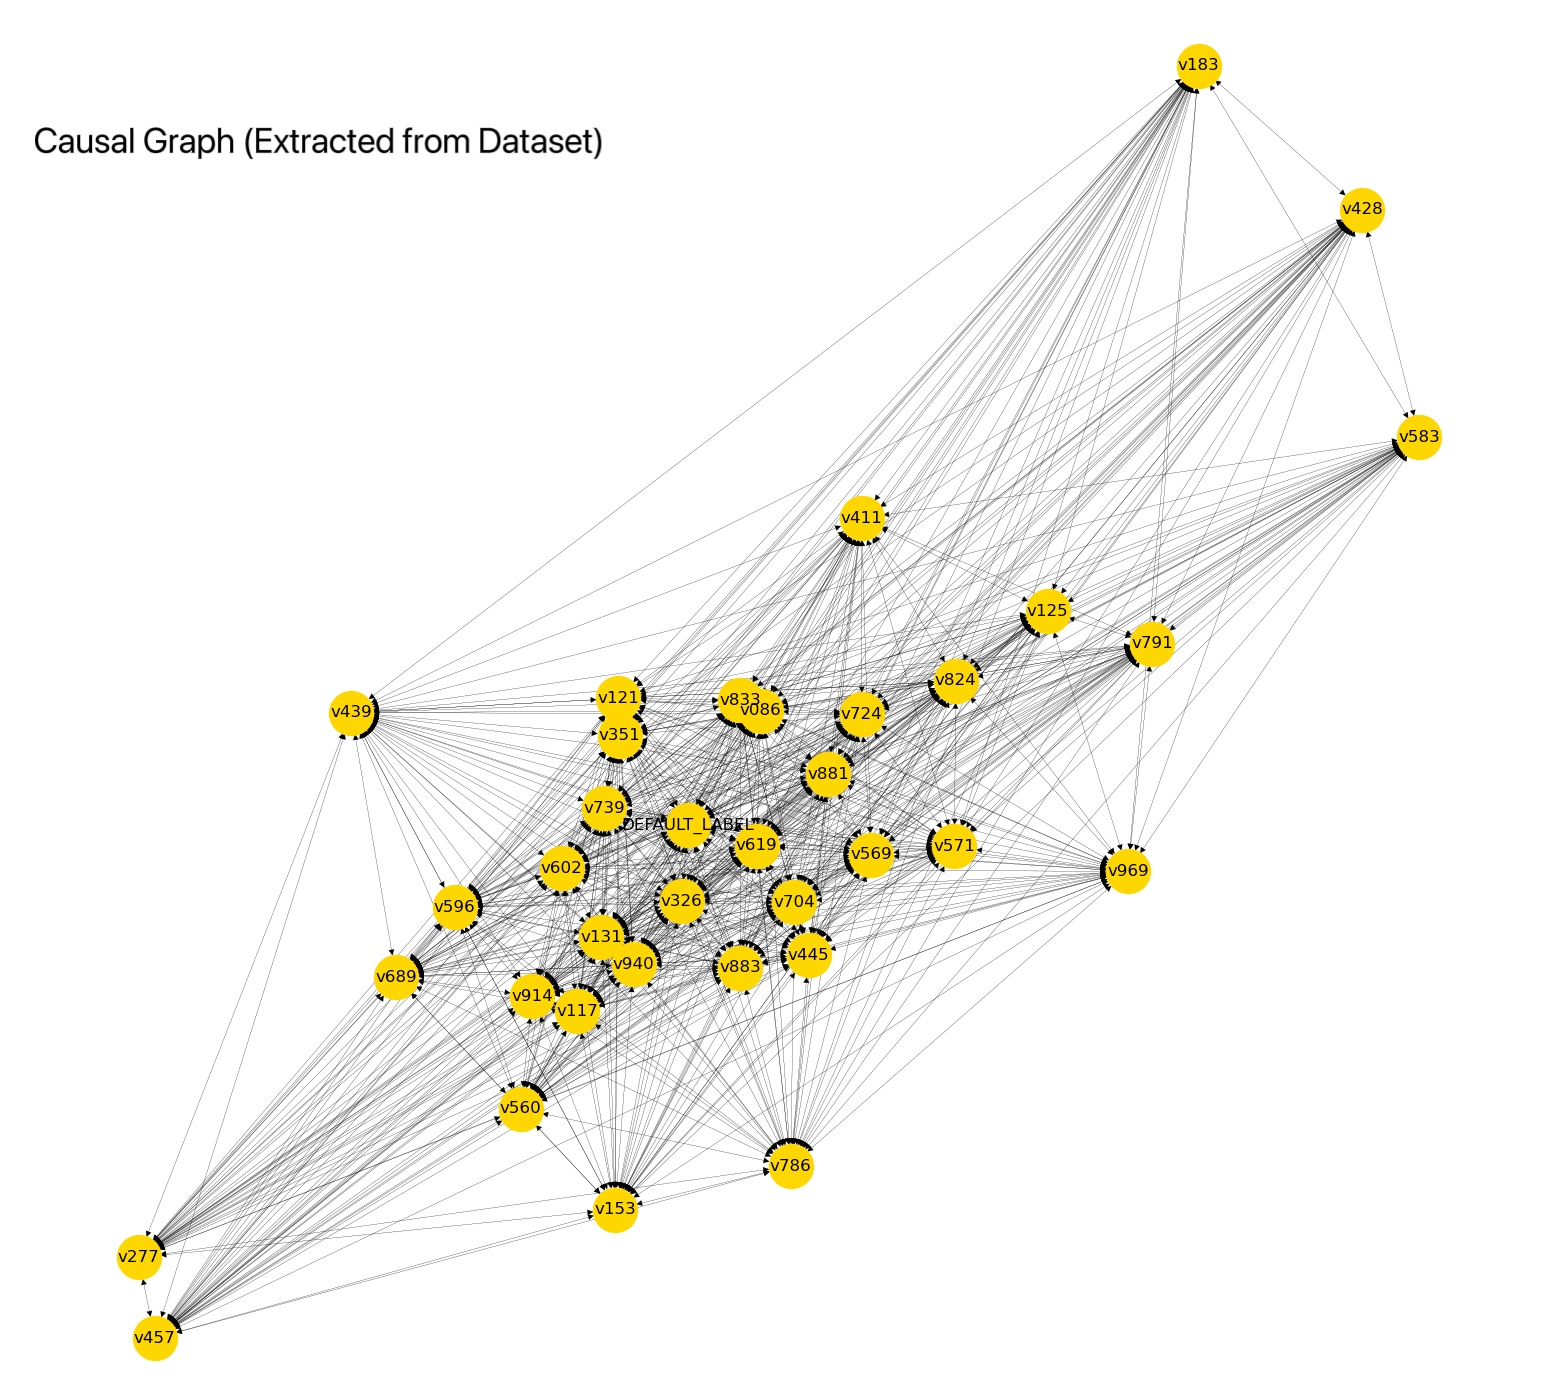 v183
Causal Graph (Extracted from Dataset)
v428
v583
v411
v125
v791
v824
v121
v833
v439
v086
v724
v351
v881
v739
DEFAULT_LABEL
v619
v571
v569
v602
v969
v326
v704
v596
v131
v445
v940
v883
v689
v914
v117
v560
v786
v153
v277
v457